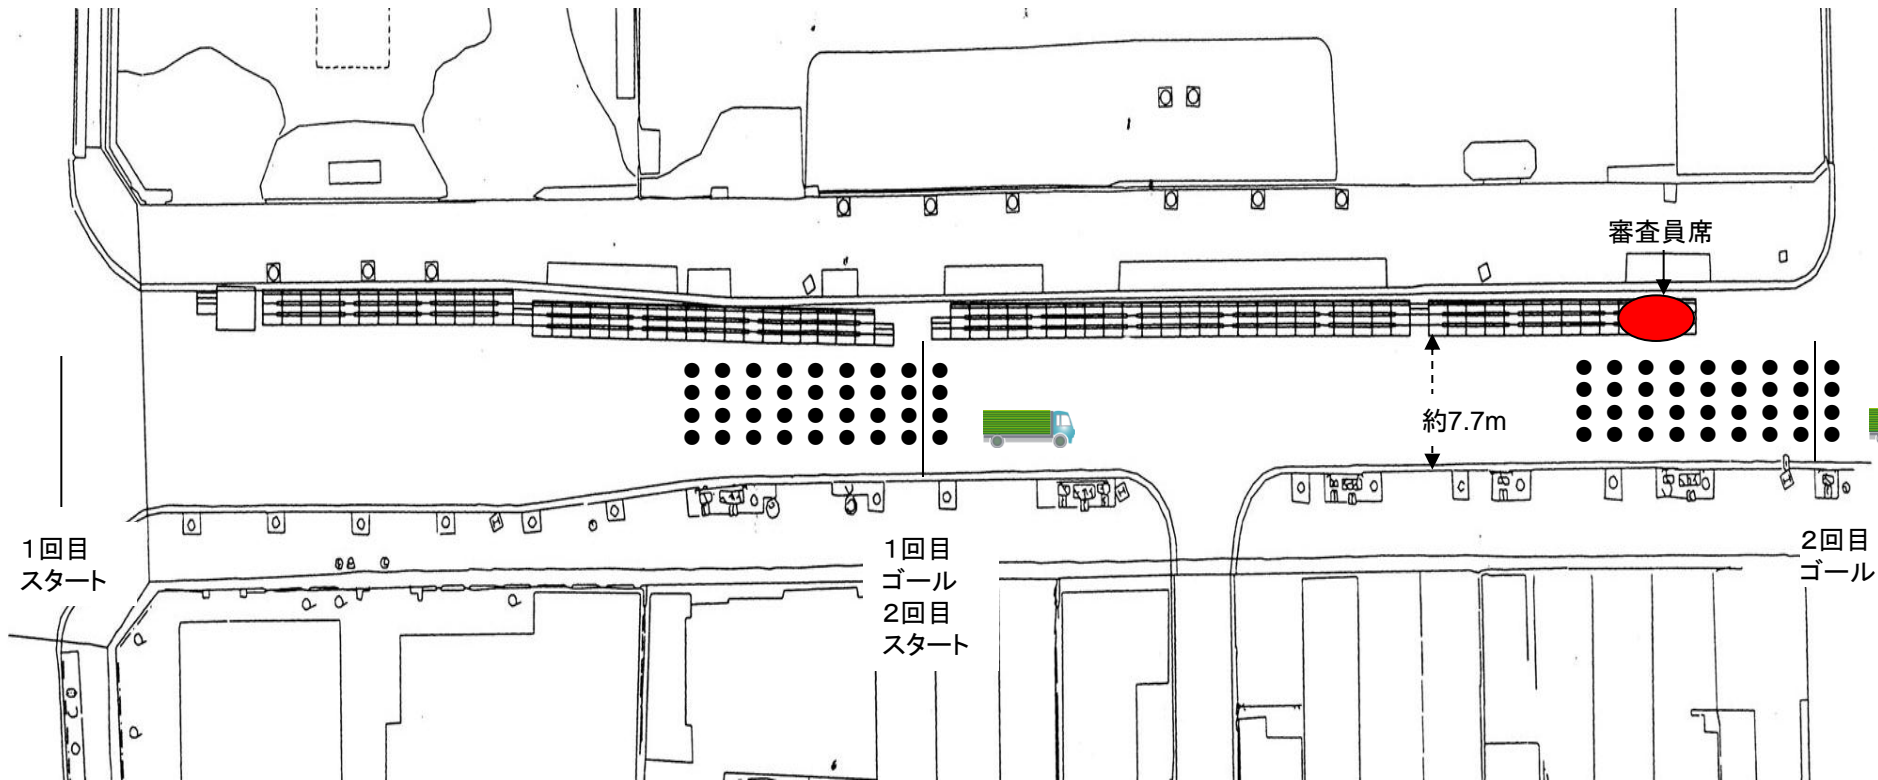 審査員席
約7.7m
１回目
スタート
１回目
ゴール
２回目
スタート
２回目
ゴール